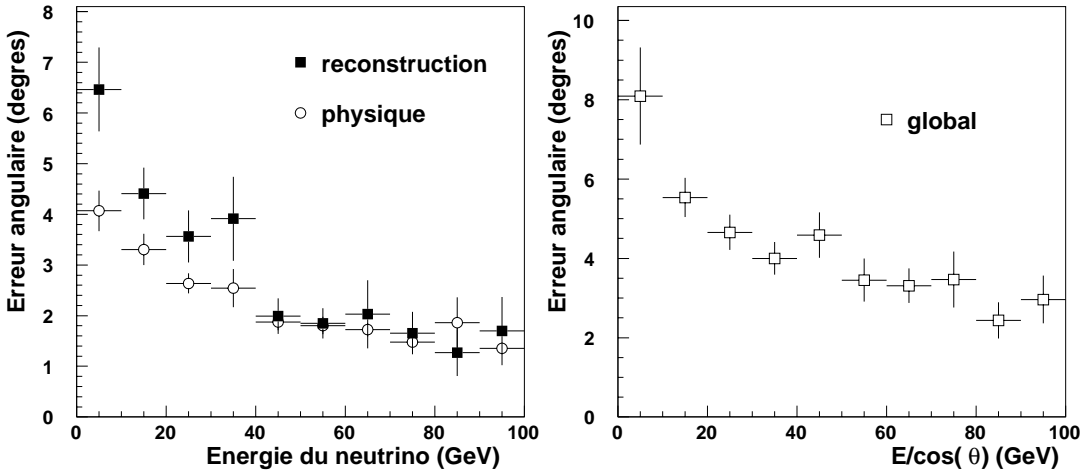 Erreur angulaire (degres)
8
7
6
5
4
3
2
1
0
reconstruction
physique
0 20 40 60 80 100
Energie du neutrino (GeV)
Erreur angulaire (degres)
10
8
6
4
2
0
global
0 20 40 60 80 100
E/cos( θ) (GeV)